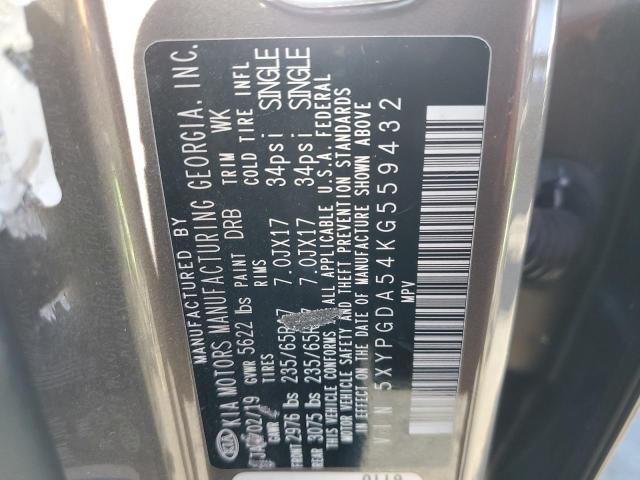 MANUFACTURED BY
KIA KIA MOTORS MANUFACTURING GEORGIA, INC.
02/19 GVWR 5622 lbs PAINT DRB TRIM WK
GAWR TIRES RIMS COLD TIRE INFL
FRONT 2976 lbs 235/65R17 7.0JX17 34psi SINGLE
REAR 3075 lbs 235/65R17 7.0JX17 34psi SINGLE
THIS VEHICLE CONFORMS ALL APPLICABLE U.S.A. FEDERAL
MOTOR VEHICLE SAFETY AND THEFT PREVENTION STANDARDS
IN EFFECT ON THE DATE OF MANUFACTURE SHOWN ABOVE
VIN 5XYPGDA54KG559432
MPV